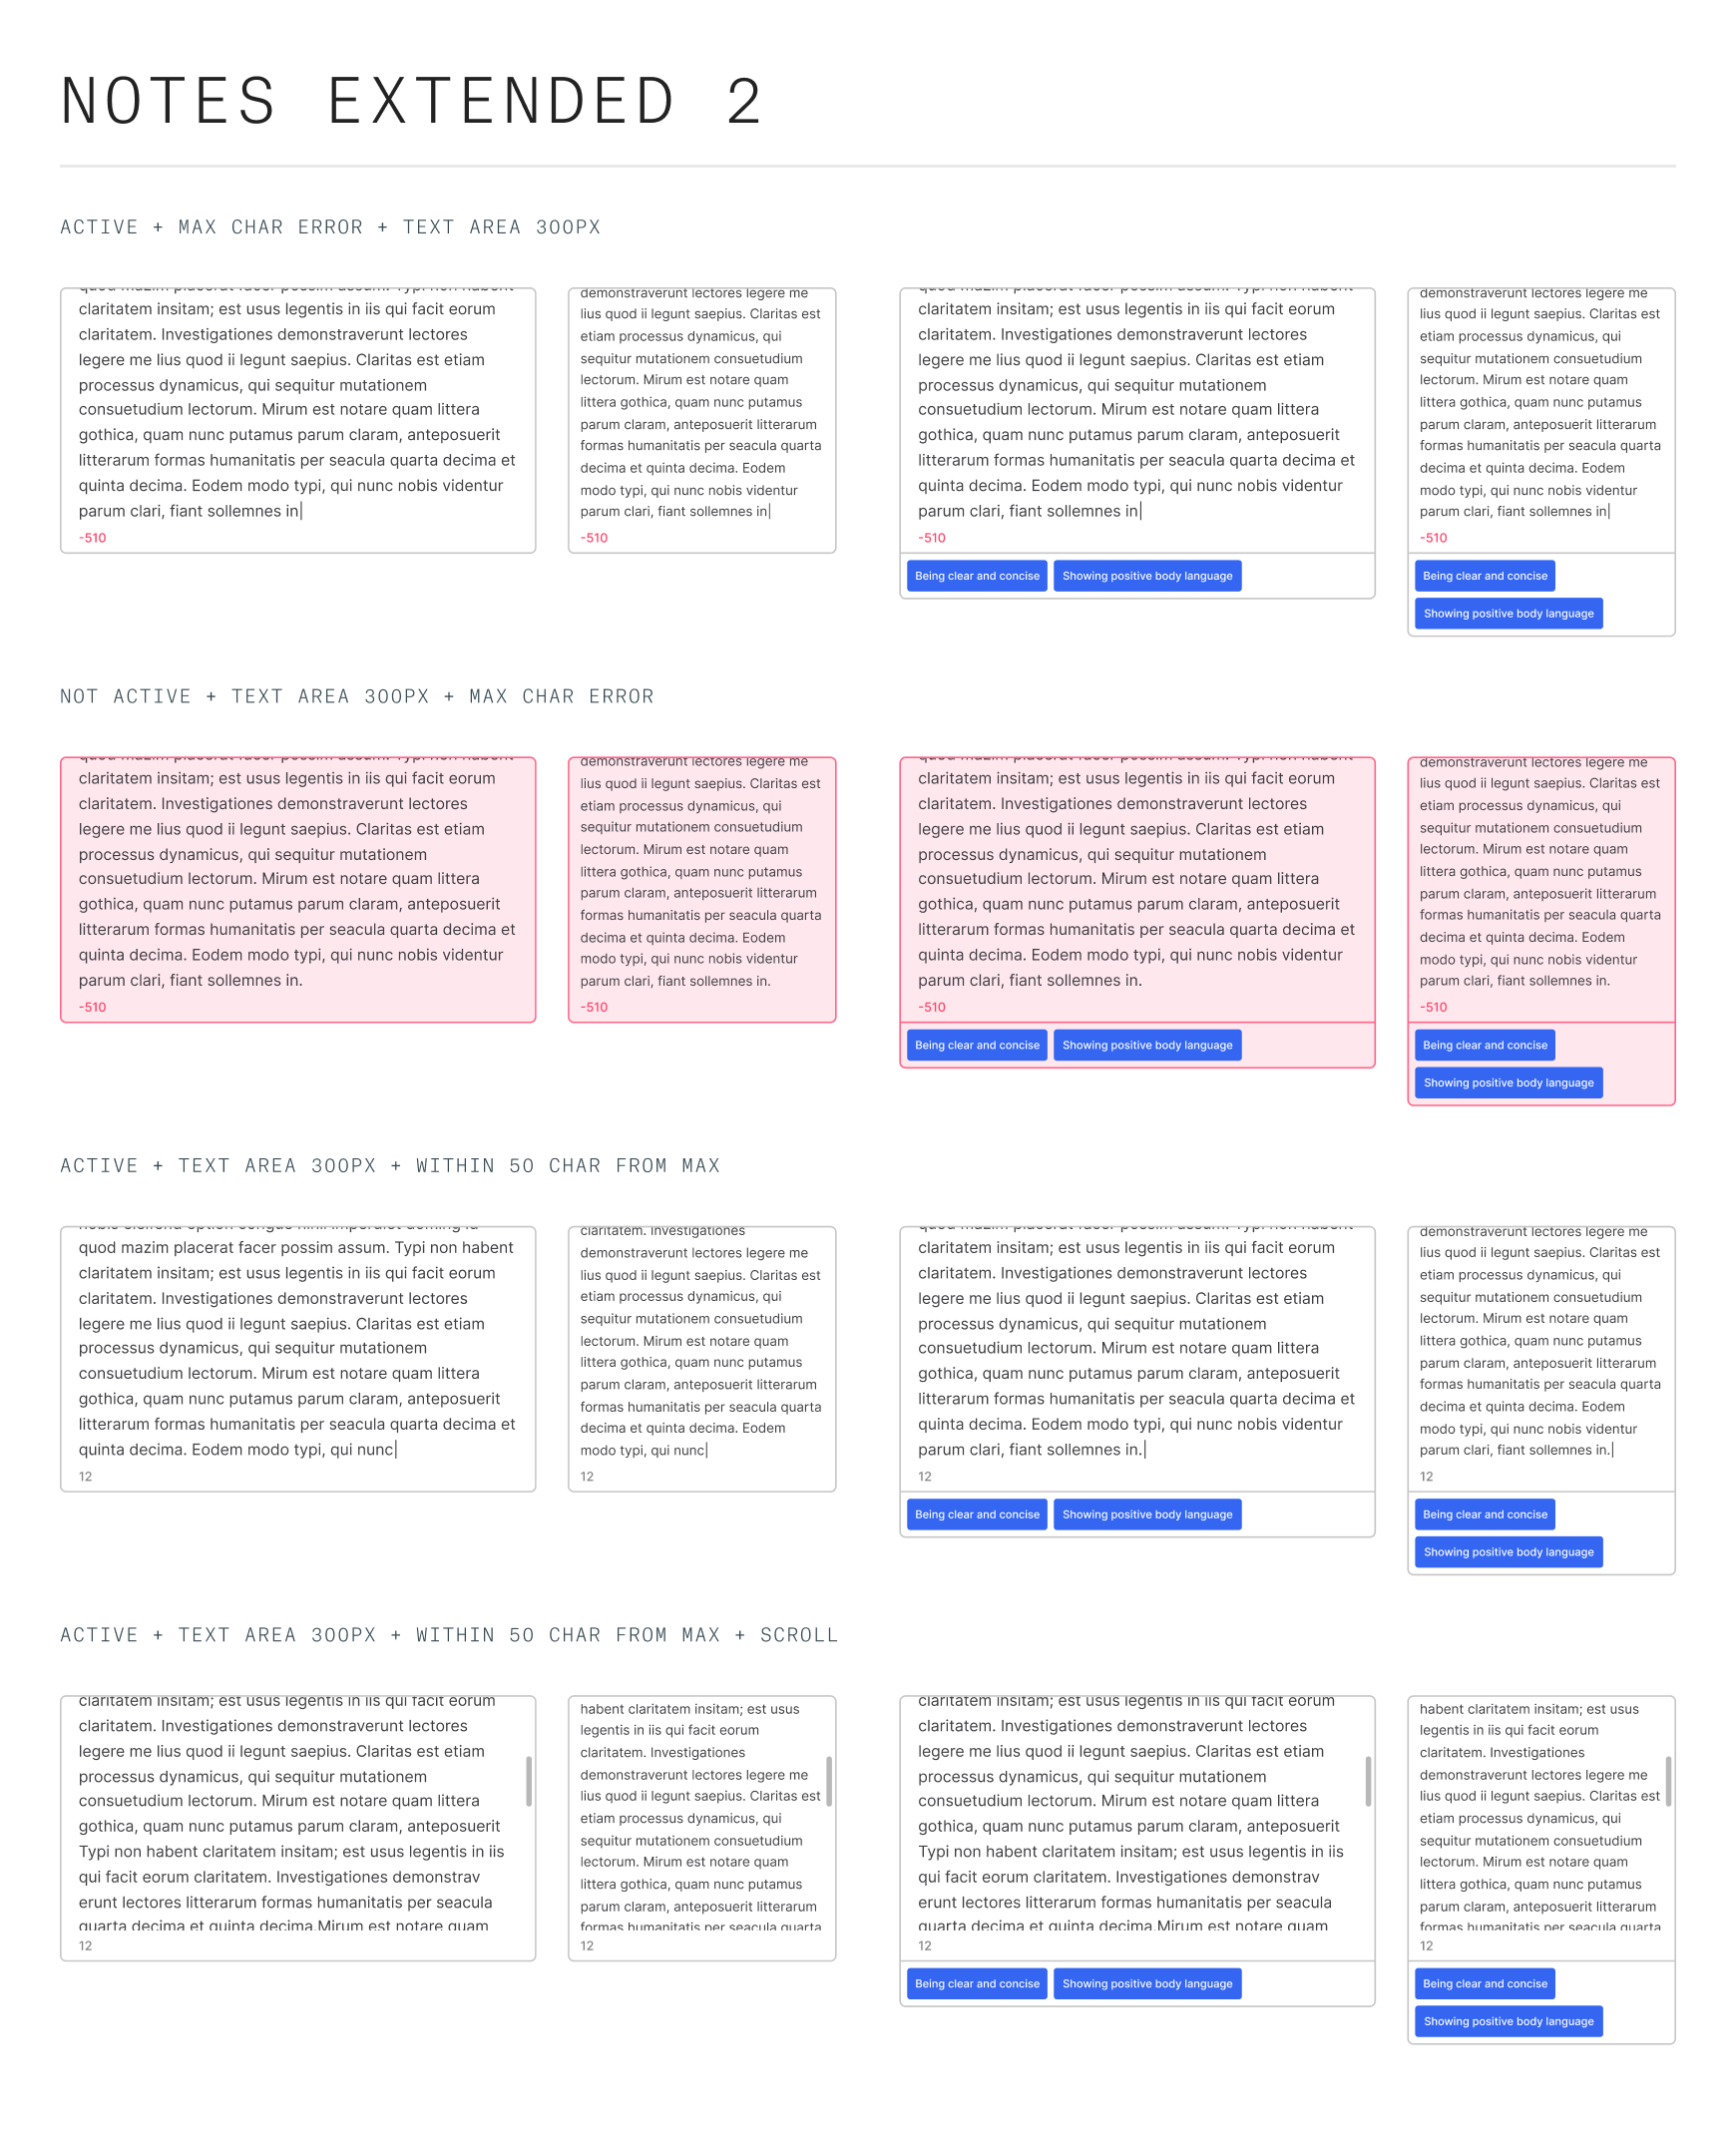 NOTES EXTENDED 2
ACTIVE + MAX CHAR ERROR + TEXT AREA 300PX
claritatem insitam; est usus legentis in iis qui facit eorum
claritatem. Investigationes demonstraverunt lectores
legere me lius quod ii legunt saepius. Claritas est etiam
processus dynamicus, qui sequitur mutationem
consuetudium lectorum. Mirum est notare quam littera
gothica, quam nunc putamus parum claram, anteposuerit
litterarum formas humanitatis per seacula quarta decima et
quinta decima. Eodem modo typi, qui nunc nobis videntur
parum clari, fiant sollemnes in
-510
demonstraverunt lectores legere me
lius quod ii legunt saepius. Claritas est
etiam processus dynamicus, qui
sequitur mutationem consuetudium
lectorum. Mirum est notare quam
littera gothica, quam nunc putamus
parum claram, anteposuerit litterarum
formas humanitatis per seacula quarta
decima et quinta decima. Eodem
modo typi, qui nunc nobis videntur
parum clari, fiant sollemnes in
-510
claritatem insitam; est usus legentis in iis qui facit eorum
claritatem. Investigationes demonstraverunt lectores
legere me lius quod ii legunt saepius. Claritas est etiam
processus dynamicus, qui sequitur mutationem
consuetudium lectorum. Mirum est notare quam littera
gothica, quam nunc putamus parum claram, anteposuerit
litterarum formas humanitatis per seacula quarta decima et
quinta decima. Eodem modo typi, qui nunc nobis videntur
parum clari, fiant sollemnes in
-510
Being clear and concise
Showing positive body language
demonstraverunt lectores legere me
lius quod ii legunt saepius. Claritas est
etiam processus dynamicus, qui
sequitur mutationem consuetudium
lectorum. Mirum est notare quam
littera gothica, quam nunc putamus
parum claram, anteposuerit litterarum
formas humanitatis per seacula quarta
decima et quinta decima. Eodem
modo typi, qui nunc nobis videntur
parum clari, fiant sollemnes in
-510
Being clear and concise
Showing positive body language
NOT ACTIVE + TEXT AREA 300PX + MAX CHAR ERROR
claritatem insitam; est usus legentis in iis qui facit eorum
claritatem. Investigationes demonstraverunt lectores
legere me lius quod ii legunt saepius. Claritas est etiam
processus dynamicus, qui sequitur mutationem
consuetudium lectorum. Mirum est notare quam littera
gothica, quam nunc putamus parum claram, anteposuerit
litterarum formas humanitatis per seacula quarta decima et
quinta decima. Eodem modo typi, qui nunc nobis videntur
parum clari, fiant sollemnes in.
-510
demonstraverunt lectores legere me
lius quod ii legunt saepius. Claritas est
etiam processus dynamicus, qui
sequitur mutationem consuetudium
lectorum. Mirum est notare quam
littera gothica, quam nunc putamus
parum claram, anteposuerit litterarum
formas humanitatis per seacula quarta
decima et quinta decima. Eodem
modo typi, qui nunc nobis videntur
parum clari, fiant sollemnes in.
-510
claritatem insitam; est usus legentis in iis qui facit eorum
claritatem. Investigationes demonstraverunt lectores
legere me lius quod ii legunt saepius. Claritas est etiam
processus dynamicus, qui sequitur mutationem
consuetudium lectorum. Mirum est notare quam littera
gothica, quam nunc putamus parum claram, anteposuerit
litterarum formas humanitatis per seacula quarta decima et
quinta decima. Eodem modo typi, qui nunc nobis videntur
parum clari, fiant sollemnes in.
-510
Being clear and concise
Showing positive body language
demonstraverunt lectores legere me
lius quod ii legunt saepius. Claritas est
etiam processus dynamicus, qui
sequitur mutationem consuetudium
lectorum. Mirum est notare quam
littera gothica, quam nunc putamus
parum claram, anteposuerit litterarum
formas humanitatis per seacula quarta
decima et quinta decima. Eodem
modo typi, qui nunc nobis videntur
parum clari, fiant sollemnes in.
-510
Being clear and concise
Showing positive body language
ACTIVE + TEXT AREA 300PX + WITHIN 50 CHAR FROM MAX
quod mazim placerat facer possim assum. Typi non habent
claritatem insitam; est usus legentis in iis qui facit eorum
claritatem. Investigationes demonstraverunt lectores
legere me lius quod ii legunt saepius. Claritas est etiam
processus dynamicus, qui sequitur mutationem
consuetudium lectorum. Mirum est notare quam littera
gothica, quam nunc putamus parum claram, anteposuerit
litterarum formas humanitatis per seacula quarta decima et
quinta decima. Eodem modo typi, qui nunc
12
claritatem. Investigationes
demonstraverunt lectores legere me
lius quod ii legunt saepius. Claritas est
etiam processus dynamicus, qui
sequitur mutationem consuetudium
lectorum. Mirum est notare quam
littera gothica, quam nunc putamus
parum claram, anteposuerit litterarum
formas humanitatis per seacula quarta
decima et quinta decima. Eodem
modo typi, qui nunc
12
claritatem insitam; est usus legentis in iis qui facit eorum
claritatem. Investigationes demonstraverunt lectores
legere me lius quod ii legunt saepius. Claritas est etiam
processus dynamicus, qui sequitur mutationem
consuetudium lectorum. Mirum est notare quam littera
gothica, quam nunc putamus parum claram, anteposuerit
litterarum formas humanitatis per seacula quarta decima et
quinta decima. Eodem modo typi, qui nunc nobis videntur
parum clari, fiant sollemnes in.
12
Being clear and concise
Showing positive body language
demonstraverunt lectores legere me
lius quod ii legunt saepius. Claritas est
etiam processus dynamicus, qui
sequitur mutationem consuetudium
lectorum. Mirum est notare quam
littera gothica, quam nunc putamus
parum claram, anteposuerit litterarum
formas humanitatis per seacula quarta
decima et quinta decima. Eodem
modo typi, qui nunc nobis videntur
parum clari, fiant sollemnes in.
12
Being clear and concise
Showing positive body language
ACTIVE + TEXT AREA 300PX + WITHIN 50 CHAR FROM MAX + SCROLL
claritatem insitam; est usus legentis in iis qui facit eorum
claritatem. Investigationes demonstraverunt lectores
legere me lius quod ii legunt saepius. Claritas est etiam
processus dynamicus, qui sequitur mutationem
consuetudium lectorum. Mirum est notare quam littera
gothica, quam nunc putamus parum claram, anteposuerit
Typi non habent claritatem insitam; est usus legentis in iis
qui facit eorum claritatem. Investigationes demonstrav
erunt lectores litterarum formas humanitatis per seacula
quarta decima et quinta decima.Mirum est notare quam
12
habent claritatem insitam; est usus
legentis in iis qui facit eorum
claritatem. Investigationes
demonstraverunt lectores legere me
lius quod ii legunt saepius. Claritas est
etiam processus dynamicus, qui
sequitur mutationem consuetudium
lectorum. Mirum est notare quam
littera gothica, quam nunc putamus
parum claram, anteposuerit litterarum
formas humanitatis per seacula quarta
12
claritatem insitam; est usus legentis in iis qui facit eorum
claritatem. Investigationes demonstraverunt lectores
legere me lius quod ii legunt saepius. Claritas est etiam
processus dynamicus, qui sequitur mutationem
consuetudium lectorum. Mirum est notare quam littera
gothica, quam nunc putamus parum claram, anteposuerit
Typi non habent claritatem insitam; est usus legentis in iis
qui facit eorum claritatem. Investigationes demonstrav
erunt lectores litterarum formas humanitatis per seacula
quarta decima et quinta decima.Mirum est notare quam
12
Being clear and concise
Showing positive body language
habent claritatem insitam; est usus
legentis in iis qui facit eorum
claritatem. Investigationes
demonstraverunt lectores legere me
lius quod ii legunt saepius. Claritas est
etiam processus dynamicus, qui
sequitur mutationem consuetudium
lectorum. Mirum est notare quam
littera gothica, quam nunc putamus
parum claram, anteposuerit litterarum
formas humanitatis per seacula quarta
12
Being clear and concise
Showing positive body language